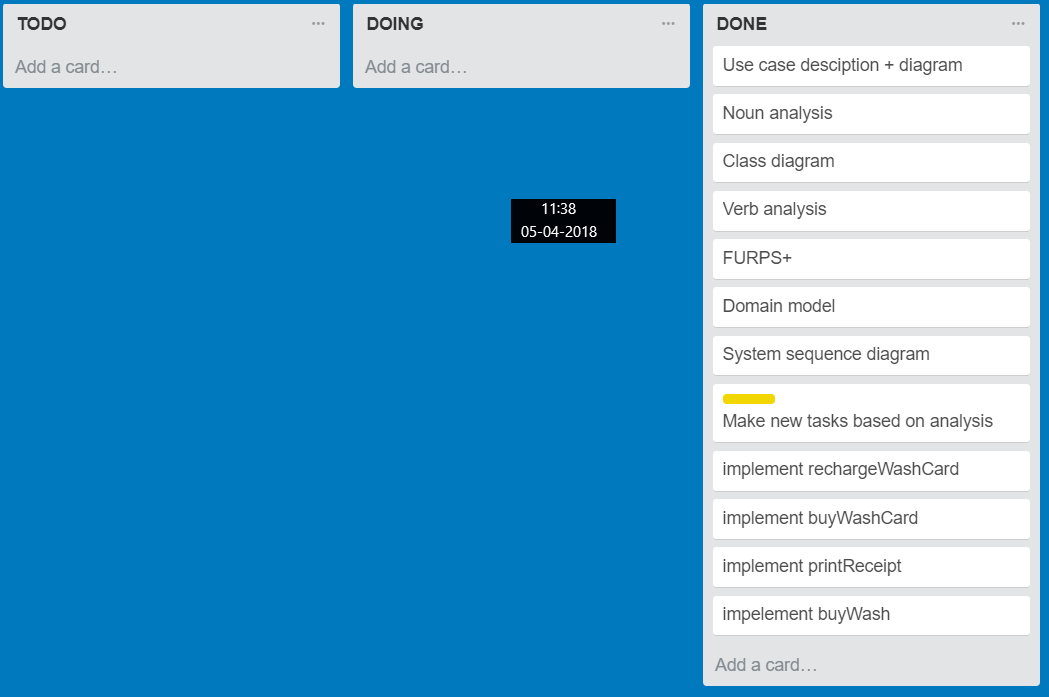 TODO
Add a card…
DOING
Add a card…
11:38
05-04-2018
DONE
Use case desciption + diagram
Noun analysis
Class diagram
Verb analysis
FURPS+
Domain model
System sequence diagram
Make new tasks based on analysis
implement rechargeWashCard
implement buyWashCard
implement printReceipt
impelement buyWash
Add a card…